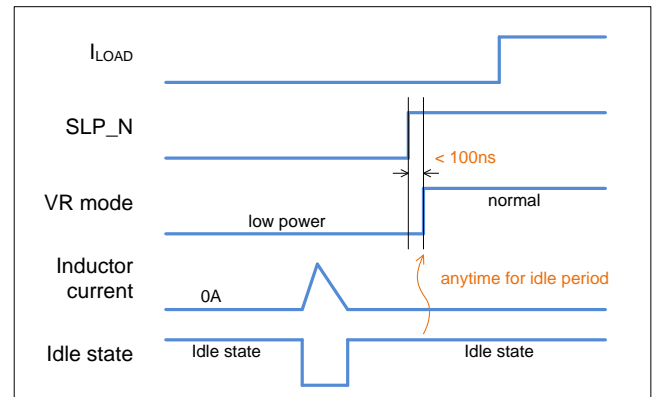 ILOAD
SLP_N
< 100ns
VR mode
normal
low power
Inductor
current
anytime for idle period
0A
Idle state
Idle state
Idle state